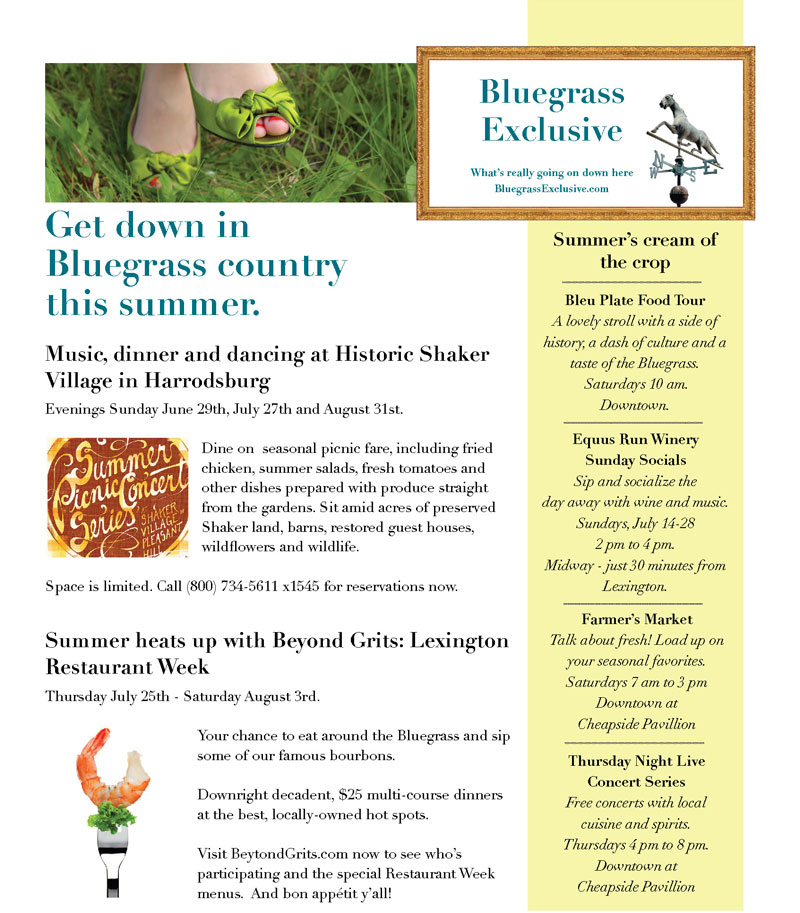 Bluegrass
Exclusive
What's really going on down here
BluegrassExclusive.com
N
W
S
E
Get down in
Bluegrass country
this summer.
Music, dinner and dancing at Historic Shaker
Village in Harrodsburg
Evenings Sunday June 29th, July 27th and August 31st.
Summer
Picnic Concert
Series
SHAKER
VILLAGE OF
PLEASANT
HILL
Dine on seasonal picnic fare, including fried
chicken, summer salads, fresh tomatoes and
other dishes prepared with produce straight
from the gardens. Sit amid acres of preserved
Shaker land, barns, restored guest houses,
wildflowers and wildlife.
Space is limited. Call (800) 734-5611 x1545 for reservations now.
Summer heats up with Beyond Grits: Lexington
Restaurant Week
Thursday July 25th - Saturday August 3rd.
Your chance to eat around the Bluegrass and sip
some of our famous bourbons.
Downright decadent, $25 multi-course dinners
at the best, locally-owned hot spots.
Visit BeytondGrits.com now to see who's
participating and the special Restaurant Week
menus. And bon appétit y'all!
Summer's cream of
the crop
Bleu Plate Food Tour
A lovely stroll with a side of
history, a dash of culture and a
taste of the Bluegrass.
Saturdays 10 am.
Downtown.
Equus Run Winery
Sunday Socials
Sip and socialize the
day away with wine and music.
Sundays, July 14-28
2 pm to 4 pm.
Midway - just 30 minutes from
Lexington.
Farmer's Market
Talk about fresh! Load up on
your seasonal favorites.
Saturdays 7 am to 3 pm
Downtown at
Cheapside Pavillion
Thursday Night Live
Concert Series
Free concerts with local
cuisine and spirits.
Thursdays 4 pm to 8 pm.
Downtown at
Cheapside Pavillion